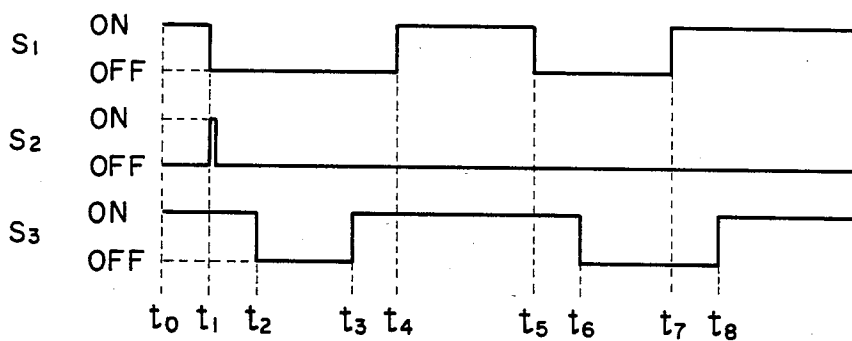 S1 ON
OFF
S2 ON
OFF
S3 ON
OFF
t0 t1 t2 t3 t4 t5 t6 t7 t8